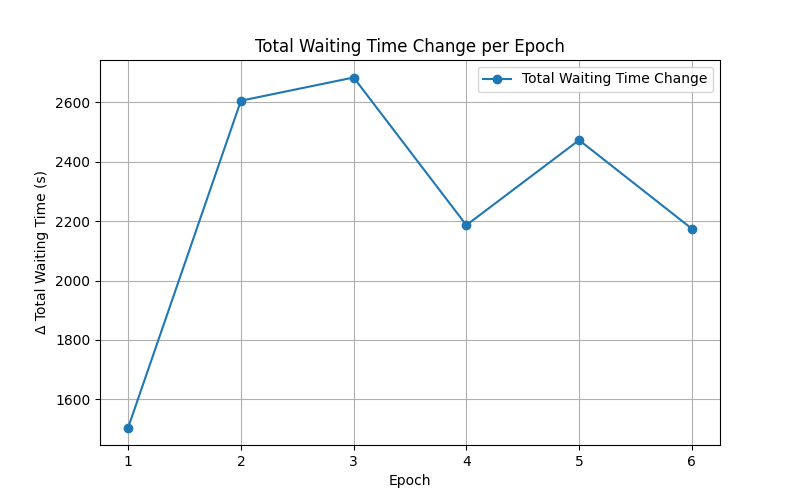 Total Waiting Time Change per Epoch
Total Waiting Time Change
Δ Total Waiting Time (s)
2600
2400
2200
2000
1800
1600
1 2 3 4 5 6
Epoch